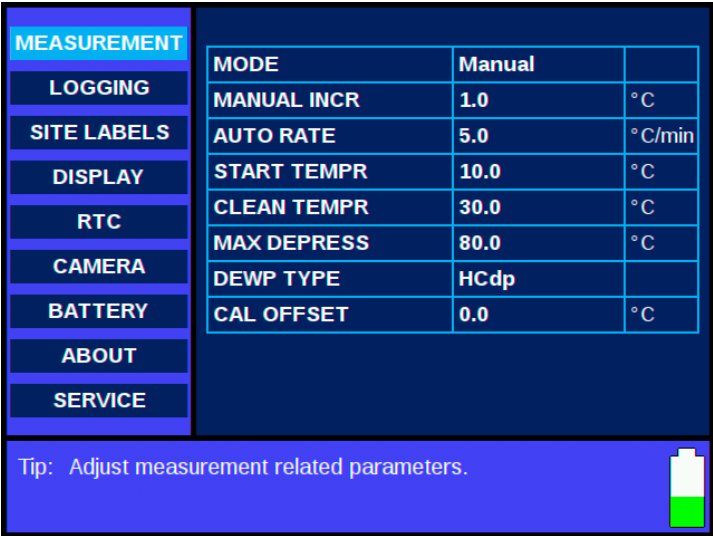 MEASUREMENT
LOGGING
SITE LABELS
DISPLAY
RTC
CAMERA
BATTERY
ABOUT
SERVICE
MODE Manual
MANUAL INCR 1.0 °C
AUTO RATE 5.0 °C/min
START TEMPR 10.0 °C
CLEAN TEMPR 30.0 °C
MAX DEPRESS 80.0 °C
DEWP TYPE HCdp
CAL OFFSET 0.0 °C
Tip: Adjust measurement related parameters.